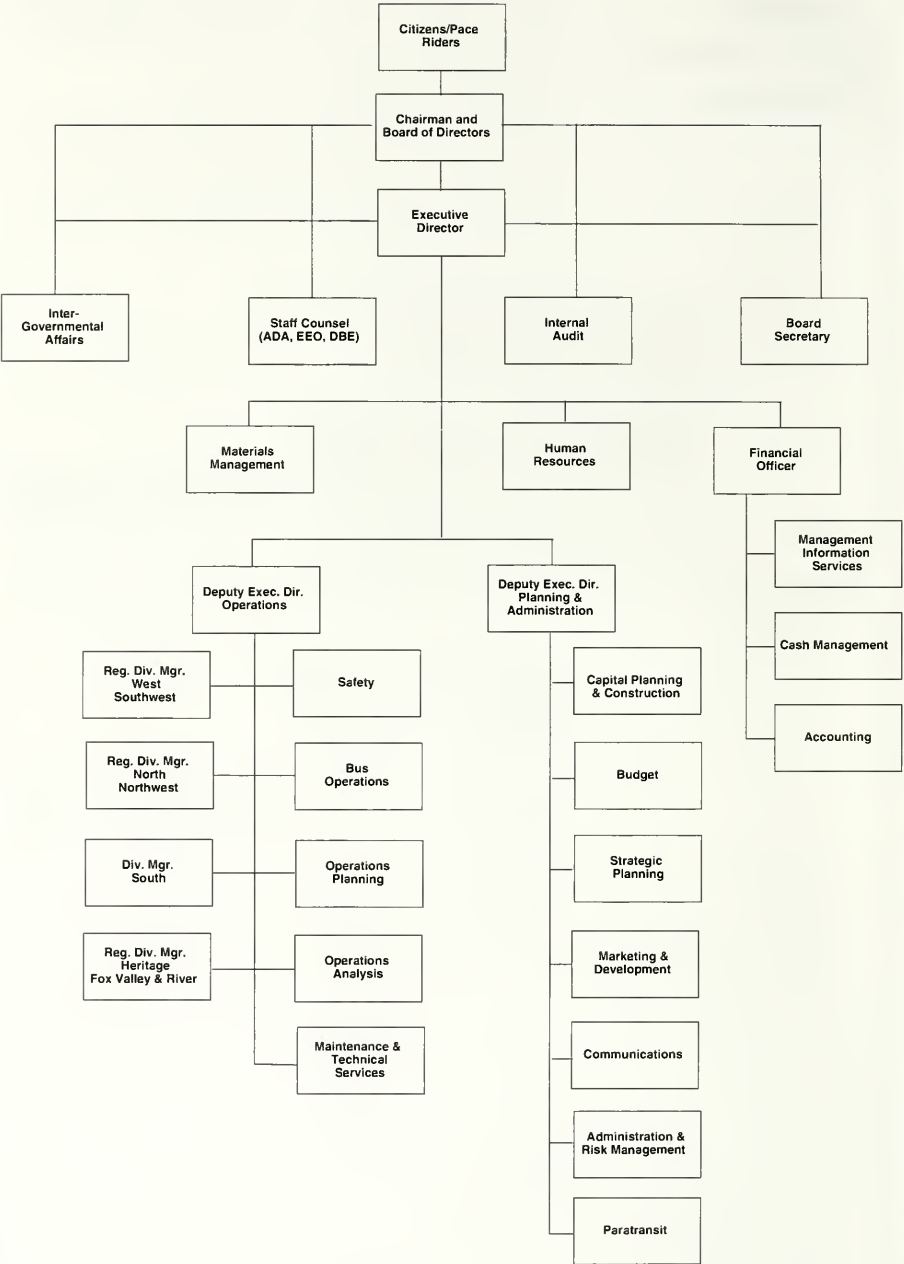 Citizens/Pace
Riders
Chairman and
Board of Directors
Executive
Director
Inter-
Governmental
Affairs
Staff Counsel
(ADA, EEO, DBE)
Internal
Audit
Board
Secretary
Materials
Management
Human
Resources
Financial
Officer
Management
Information
Services
Cash Management
Accounting
Deputy Exec. Dir.
Operations
Deputy Exec. Dir.
Planning &
Administration
Reg. Div. Mgr.
West
Southwest
Safety
Reg. Div. Mgr.
North
Northwest
Bus
Operations
Div. Mgr.
South
Operations
Planning
Reg. Div. Mgr.
Heritage
Fox Valley & River
Operations
Analysis
Maintenance &
Technical
Services
Capital Planning
& Construction
Budget
Strategic
Planning
Marketing &
Development
Communications
Administration &
Risk Management
Paratransit